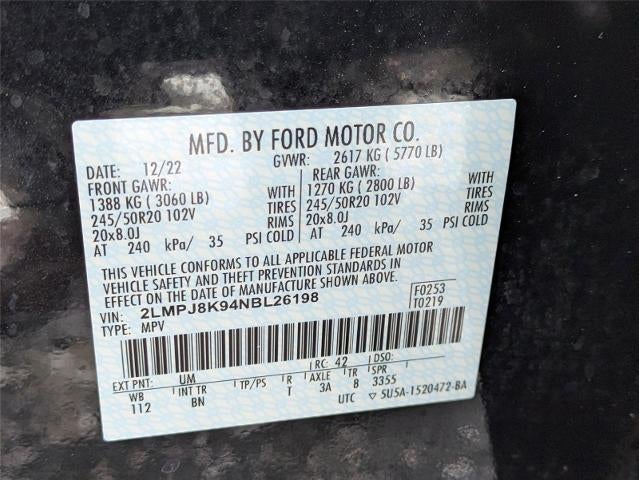 MFD. BY FORD MOTOR CO.
DATE: 12/22 GVWR: 2617 KG ( 5770 LB)
FRONT GAWR: REAR GAWR:
1388 KG ( 3060 LB) WITH 1270 KG ( 2800 LB) WITH
245/50R20 102V TIRES 245/50R20 102V TIRES
20x8.0J RIMS 20x8.0J RIMS
AT 240 kPa/ 35 PSI COLD AT 240 kPa/ 35 PSI COLD
THIS VEHICLE CONFORMS TO ALL APPLICABLE FEDERAL MOTOR
VEHICLE SAFETY AND THEFT PREVENTION STANDARDS IN
EFFECT ON THE DATE OF MANUFACTURE SHOWN ABOVE.
VIN: 2LMPJ8K94NBL26198 F0253
TYPE: MPV T0219
EXT PNT: UM RC: 42 DSO:
WB INT TR TP/PS R AXLE TR SPR
112 BN T 3A 8 3355
UTC ▽ 5U5A-1520472-BA